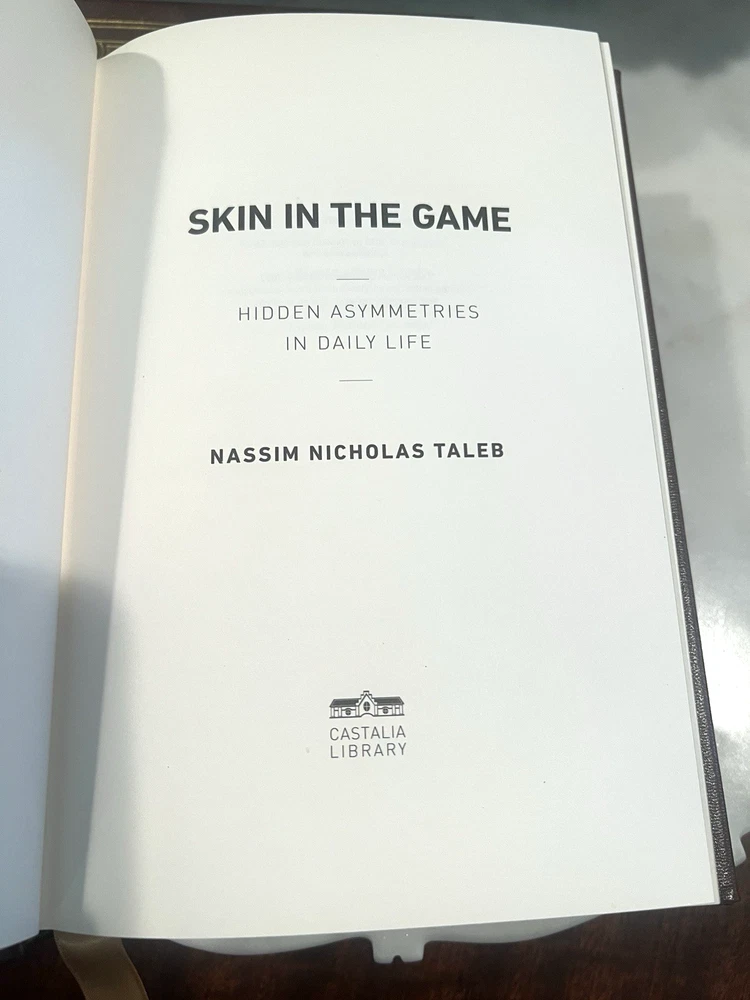 SKIN IN THE GAME
HIDDEN ASYMMETRIES
IN DAILY LIFE
NASSIM NICHOLAS TALEB
CASTALIA
LIBRARY